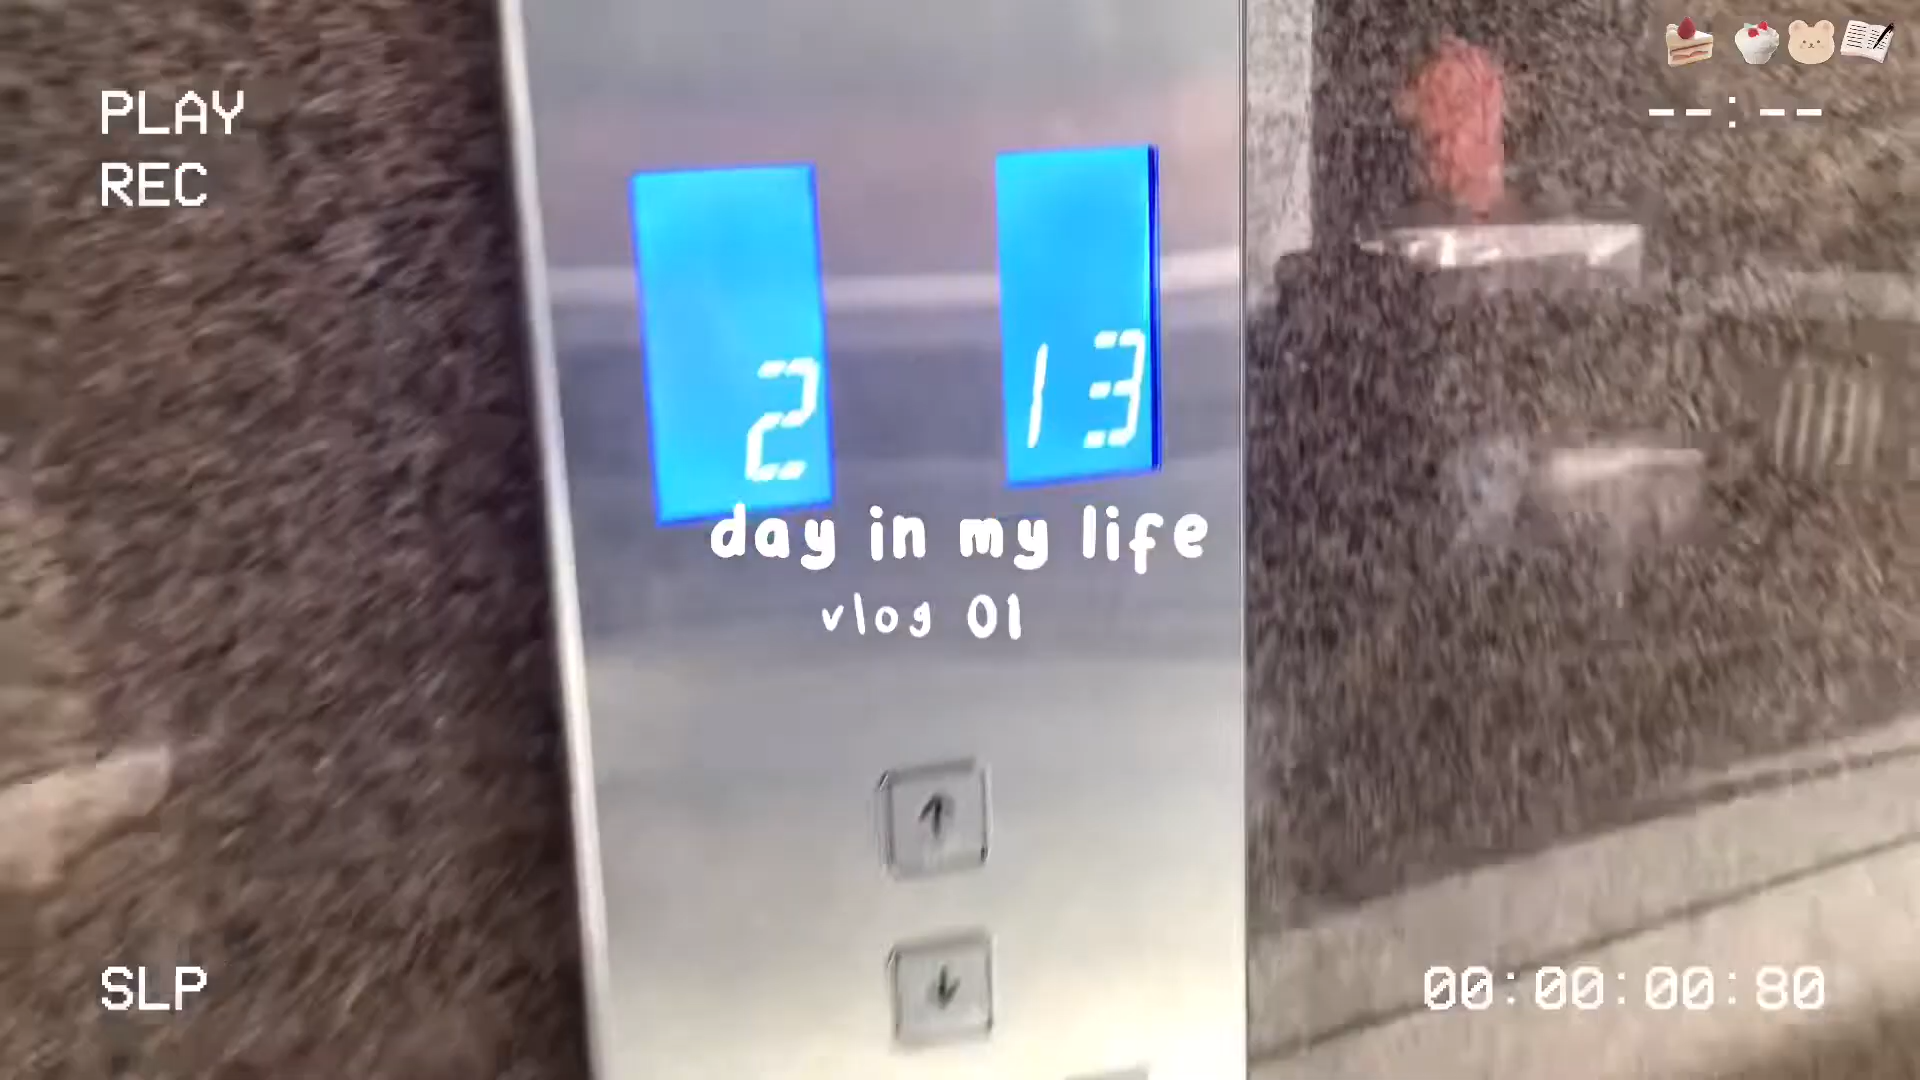 PLAY
--:--
REC
2
13
day in my life
vlog 01
↑
↓
SLP
00:00:00:80